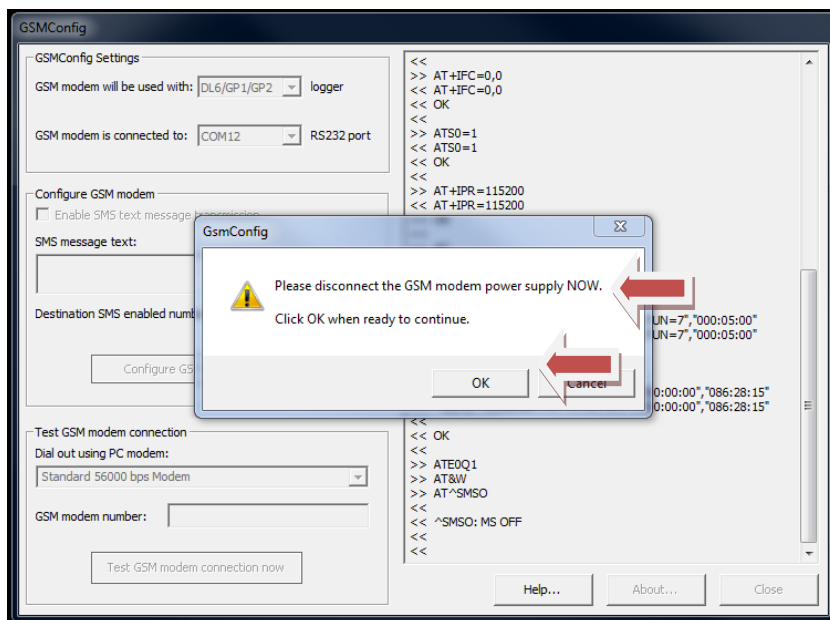 GSMConfig
GSMConfig Settings
GSM modem will be used with: DL6/GP1/GP2 logger
GSM modem is connected to: COM12 RS232 port
Configure GSM modem
Enable SMS text message transmission
SMS message text:
Destination SMS enabled numb
Configure GS
Test GSM modem connection
Dial out using PC modem:
Standard 56000 bps Modem
GSM modem number:
Test GSM modem connection now
<<
>> AT+IFC=0,0
<< AT+IFC=0,0
<< OK
<<
>> ATS0=1
<< ATS0=1
<< OK
<<
>> AT+IPR=115200
<< AT+IPR=115200
UN=7","000:05:00"
UN=7","000:05:00"
0:00:00","086:28:15"
0:00:00","086:28:15"
<<
<< OK
<<
>> ATE0Q1
>> AT&W
>> AT^SMSO
<<
<< ^SMSO: MS OFF
<<
<<
GsmConfig
Please disconnect the GSM modem power supply NOW.
Click OK when ready to continue.
OK Cancel
Help... About... Close